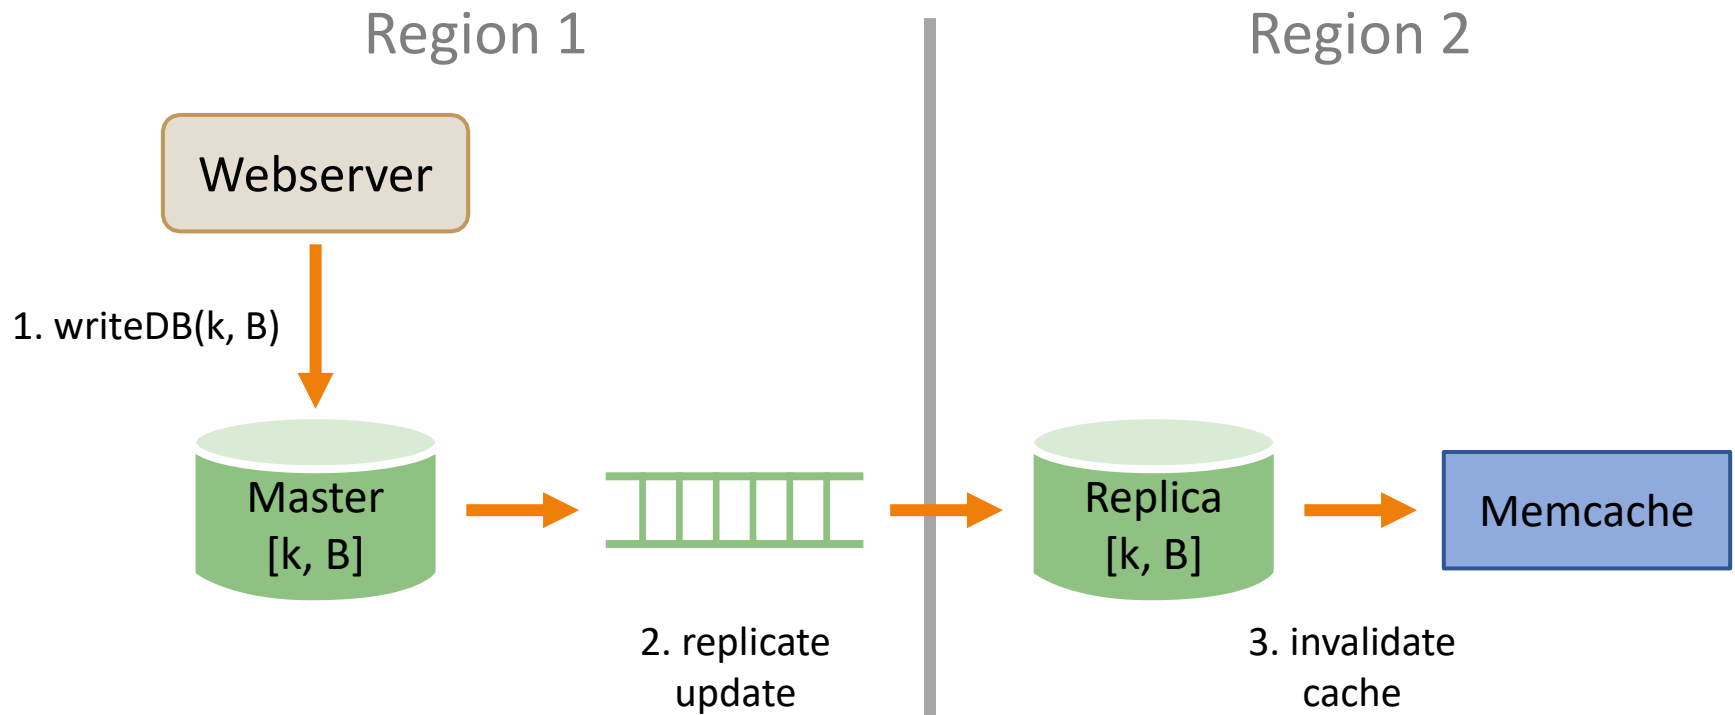 Region 1
Region 2
Webserver
1. writeDB(k, B)
Master
[k, B]
Replica
[k, B]
Memcache
2. replicate
update
3. invalidate
cache